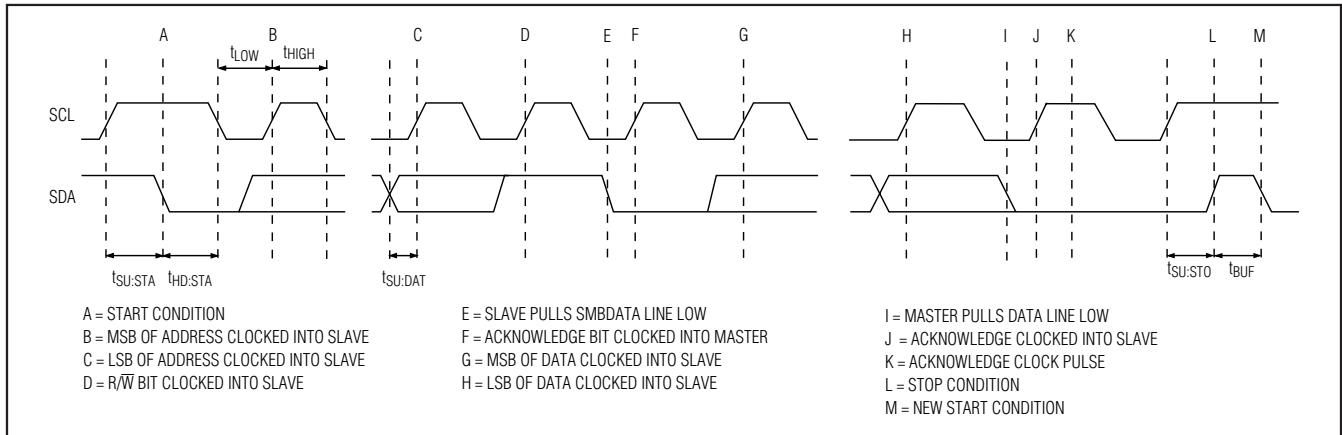 A B C D E F G H I J K L M
tLOW tHIGH
SCL
SDA
tSU:STA tHD:STA tSU:DAT tSU:STO tBUF
A = START CONDITION
B = MSB OF ADDRESS CLOCKED INTO SLAVE
C = LSB OF ADDRESS CLOCKED INTO SLAVE
D = R/W̅ BIT CLOCKED INTO SLAVE
E = SLAVE PULLS SMBDATA LINE LOW
F = ACKNOWLEDGE BIT CLOCKED INTO MASTER
G = MSB OF DATA CLOCKED INTO SLAVE
H = LSB OF DATA CLOCKED INTO SLAVE
I = MASTER PULLS DATA LINE LOW
J = ACKNOWLEDGE CLOCKED INTO SLAVE
K = ACKNOWLEDGE CLOCK PULSE
L = STOP CONDITION
M = NEW START CONDITION